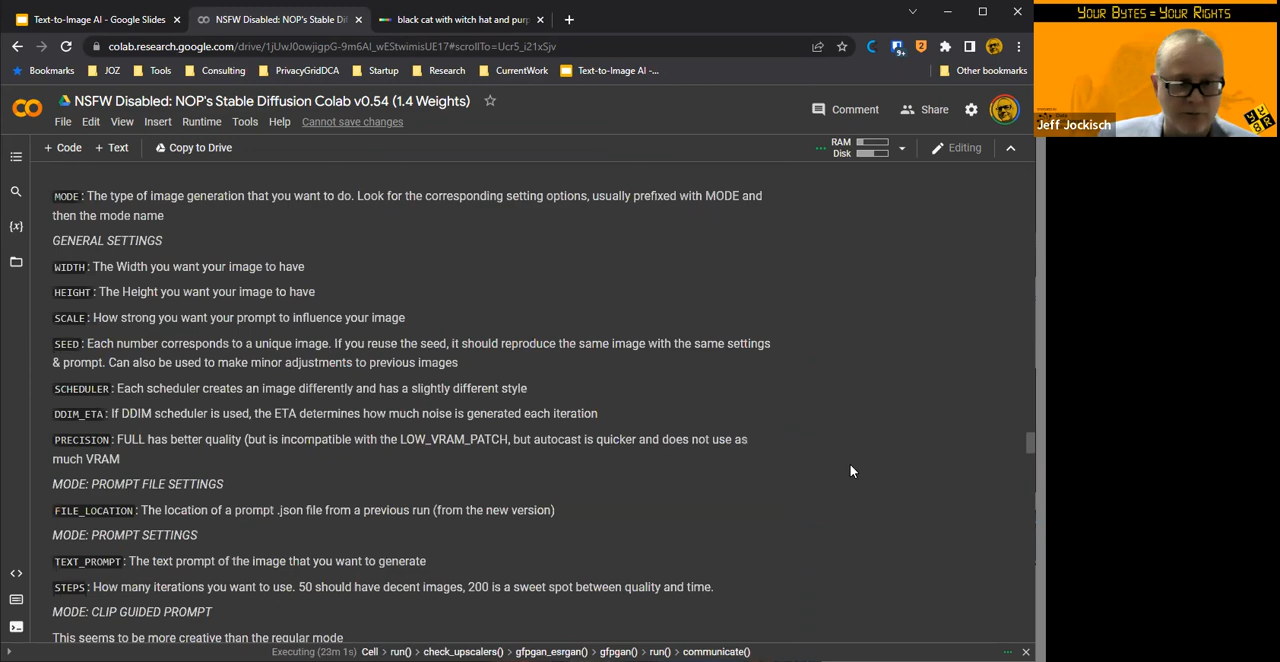 Text-to-Image AI - Google Slides
NSFW Disabled: NOP's Stable Dif
black cat with witch hat and purp
YOUR BYTES = YOUR RIGHTS
colab.research.google.com/drive/1jUwJ0owjigpG-9m6AI_wEStwimisUE17#scrollTo=Ucr5_i21xSjv
9+
2
Bookmarks
JOZ
Tools
Consulting
PrivacyGridDCA
Startup
Research
CurrentWork
Text-to-Image AI -...
Other bookmarks
NSFW Disabled: NOP's Stable Diffusion Colab v0.54 (1.4 Weights)
Comment
Share
Jeff Jockisch
File Edit View Insert Runtime Tools Help Cannot save changes
+ Code + Text Copy to Drive
RAM
Disk
Editing
MODE: The type of image generation that you want to do. Look for the corresponding setting options, usually prefixed with MODE and
then the mode name
GENERAL SETTINGS
WIDTH: The Width you want your image to have
HEIGHT: The Height you want your image to have
SCALE: How strong you want your prompt to influence your image
SEED: Each number corresponds to a unique image. If you reuse the seed, it should reproduce the same image with the same settings
& prompt. Can also be used to make minor adjustments to previous images
SCHEDULER: Each scheduler creates an image differently and has a slightly different style
DDIM_ETA: If DDIM scheduler is used, the ETA determines how much noise is generated each iteration
PRECISION: FULL has better quality (but is incompatible with the LOW_VRAM_PATCH, but autocast is quicker and does not use as
much VRAM
MODE: PROMPT FILE SETTINGS
FILE_LOCATION: The location of a prompt .json file from a previous run (from the new version)
MODE: PROMPT SETTINGS
TEXT_PROMPT: The text prompt of the image that you want to generate
STEPS: How many iterations you want to use. 50 should have decent images, 200 is a sweet spot between quality and time.
MODE: CLIP GUIDED PROMPT
This seems to be more creative than the regular mode
Executing (23m 1s) Cell > run() > check_upscalers() > gfpgan_esrgan() > gfpgan() > run() > communicate()